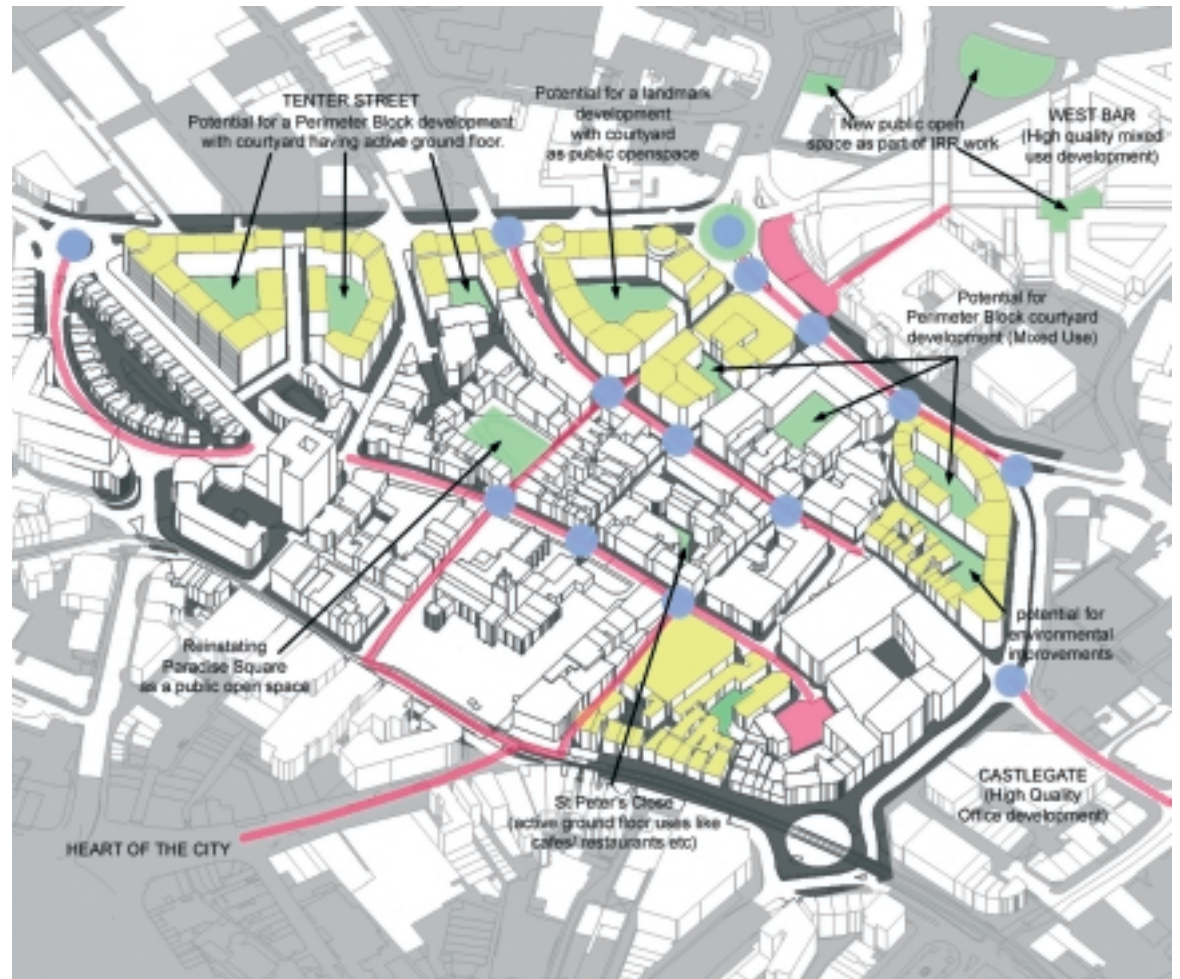 TENTER STREET
Potential for a Perimeter Block development
with courtyard having active ground floor.
Potential for a landmark
development
with courtyard
as public openspace
New public open
space as part of IRR work
WEST BAR
(High quality mixed
use development)
Potential for
Perimeter Block courtyard
development (Mixed Use)
Reinstating
Paradise Square
as a public open space
potential for
environmental
improvements
St Peter's Close
(active ground floor uses like
cafes/ restaurants etc)
CASTLEGATE
(High Quality
Office development)
HEART OF THE CITY